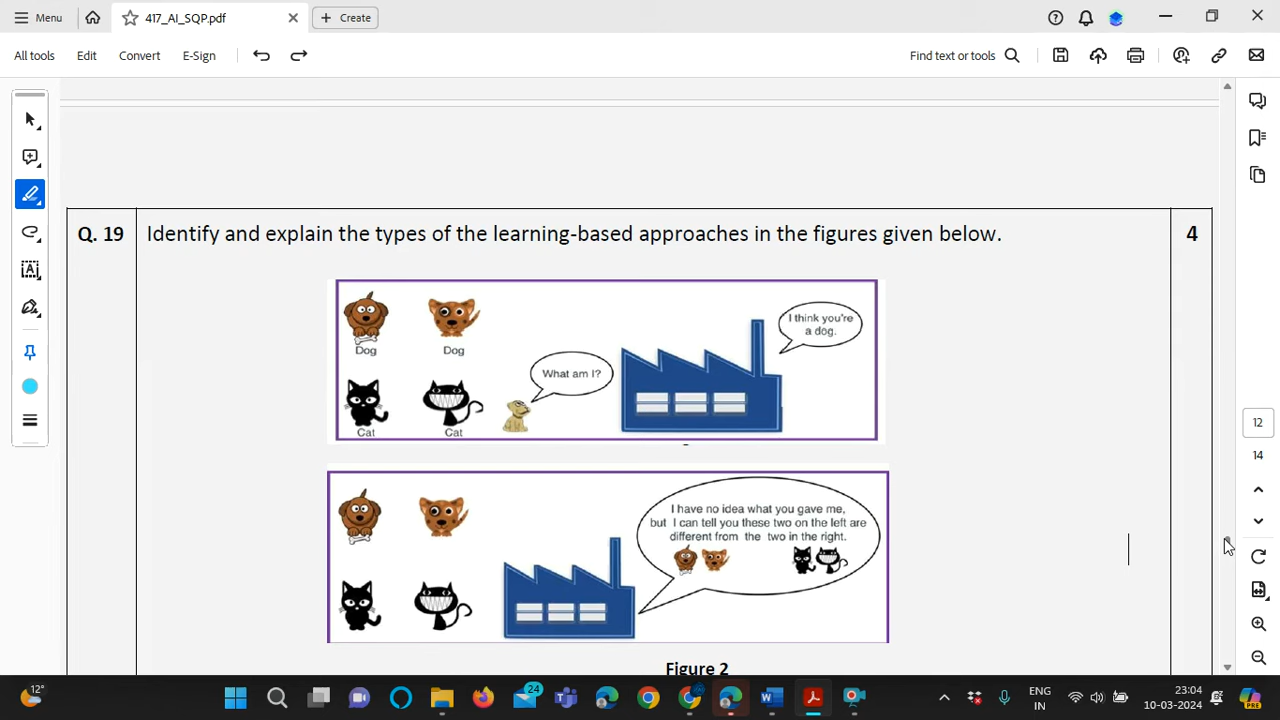 Menu
417_AI_SQP.pdf
Create
All tools
Edit
Convert
E-Sign
Find text or tools
Q. 19
Identify and explain the types of the learning-based approaches in the figures given below.
4
Dog
Dog
Cat
Cat
What am I?
I think you're
a dog.
I have no idea what you gave me,
but I can tell you these two on the left are
different from the two in the right.
Figure 2
12
14
12°
24
ENG
IN
23:04
10-03-2024
PRE